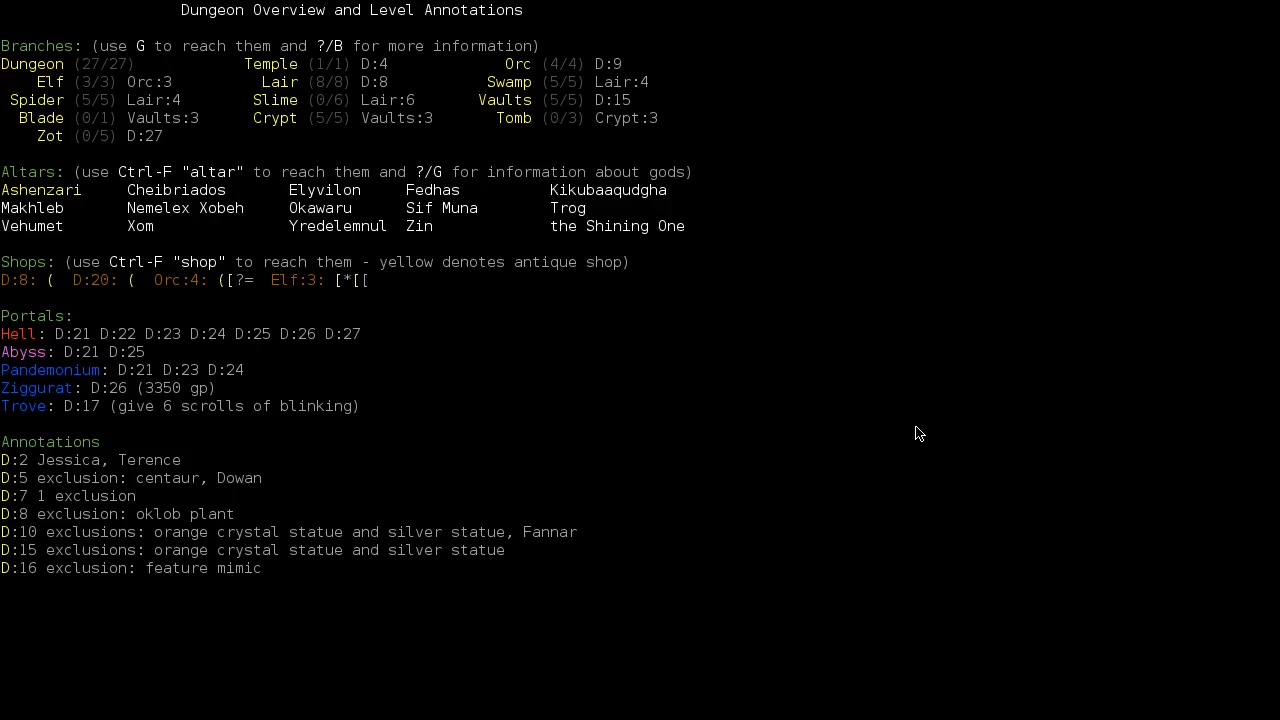 Dungeon Overview and Level Annotations
Branches: (use G to reach them and ?/B for more information)
Dungeon (27/27) Temple (1/1) D:4 Orc (4/4) D:9
Elf (3/3) Orc:3 Lair (8/8) D:8 Swamp (5/5) Lair:4
Spider (5/5) Lair:4 Slime (0/6) Lair:6 Vaults (5/5) D:15
Blade (0/1) Vaults:3 Crypt (5/5) Vaults:3 Tomb (0/3) Crypt:3
Zot (0/5) D:27
Altars: (use Ctrl-F "altar" to reach them and ?/G for information about gods)
Ashenzari Cheibriados Elyvilon Fedhas Kikubaaqudgha
Makhleb Nemelex Xobeh Okawaru Sif Muna Trog
Vehumet Xom Yredelemnul Zin the Shining One
Shops: (use Ctrl-F "shop" to reach them - yellow denotes antique shop)
D:8: ( D:20: ( Orc:4: ([?= Elf:3: [*[[
Portals:
Hell: D:21 D:22 D:23 D:24 D:25 D:26 D:27
Abyss: D:21 D:25
Pandemonium: D:21 D:23 D:24
Ziggurat: D:26 (3350 gp)
Trove: D:17 (give 6 scrolls of blinking)
Annotations
D:2 Jessica, Terence
D:5 exclusion: centaur, Dowan
D:7 1 exclusion
D:8 exclusion: oklob plant
D:10 exclusions: orange crystal statue and silver statue, Fannar
D:15 exclusions: orange crystal statue and silver statue
D:16 exclusion: feature mimic